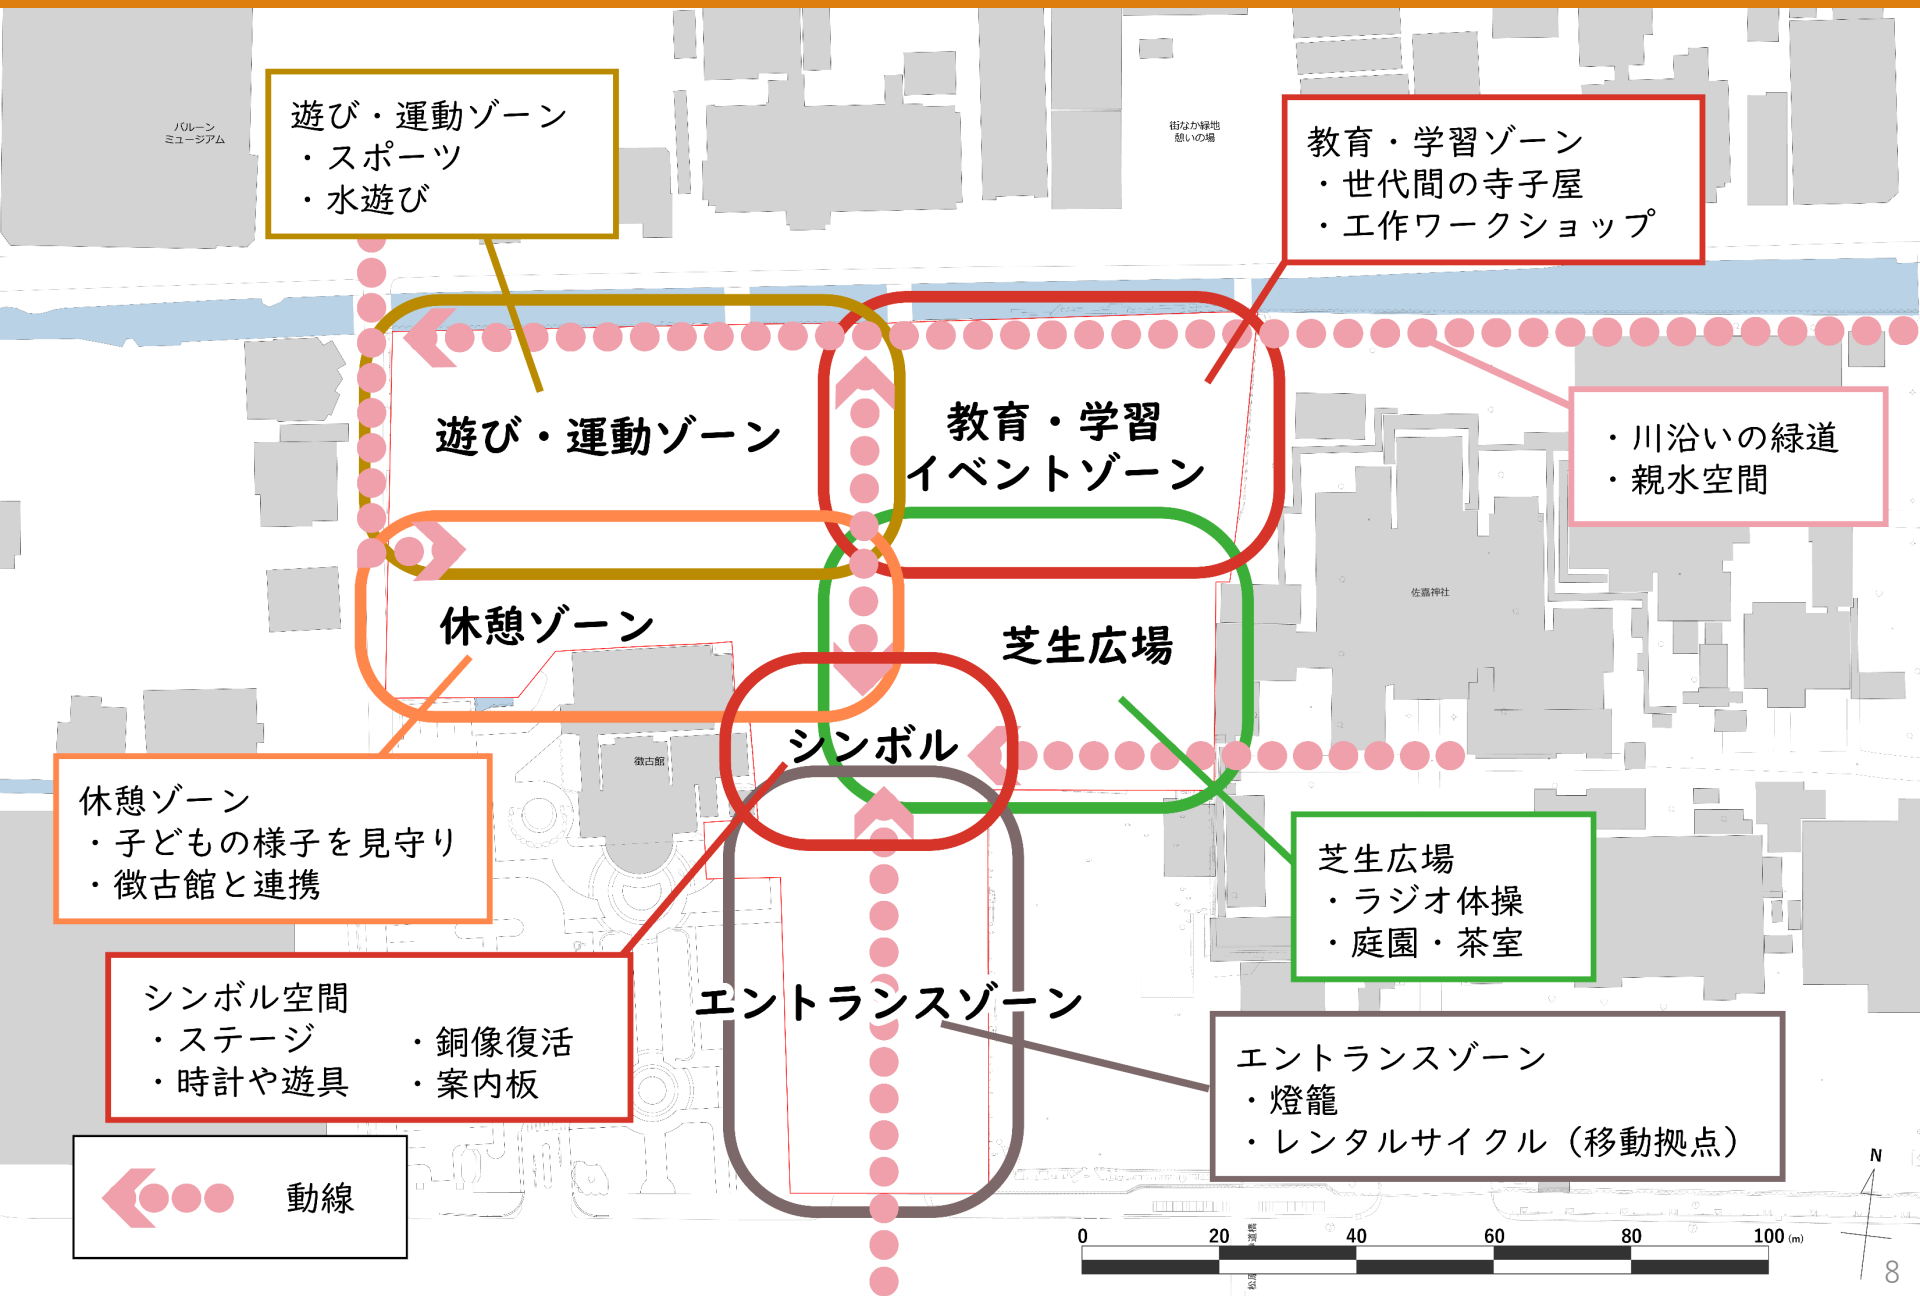 バルーン
ミュージアム
遊び・運動ゾーン
・スポーツ
・水遊び
街なか緑地
憩いの場
教育・学習ゾーン
・世代間の寺子屋
・工作ワークショップ
遊び・運動ゾーン
教育・学習
イベントゾーン
・川沿いの緑道
・親水空間
佐嘉神社
休憩ゾーン
芝生広場
シンボル
徴古館
休憩ゾーン
・子どもの様子を見守り
・徴古館と連携
芝生広場
・ラジオ体操
・庭園・茶室
シンボル空間
・ステージ
・時計や遊具
・銅像復活
・案内板
エントランスゾーン
エントランスゾーン
・燈籠
・レンタルサイクル（移動拠点）
動線
N
0 20 40 60 80 100 (m)
8